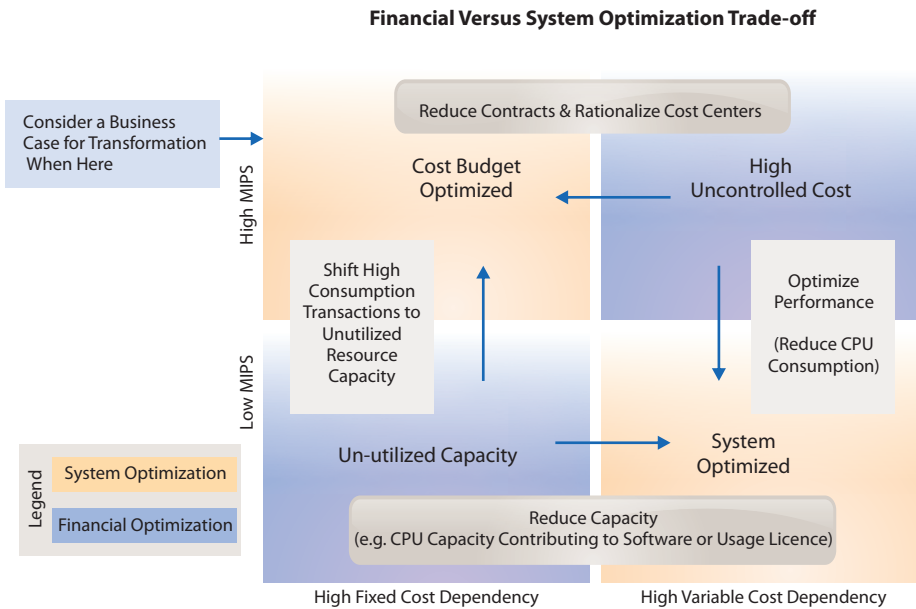 Financial Versus System Optimization Trade-off
Consider a Business
Case for Transformation
When Here
High MIPS
Low MIPS
Reduce Contracts & Rationalize Cost Centers
Cost Budget
Optimized
High
Uncontrolled Cost
Shift High
Consumption
Transactions to
Unutilized
Resource
Capacity
Optimize
Performance
(Reduce CPU
Consumption)
Un-utilized Capacity
System
Optimized
Reduce Capacity
(e.g. CPU Capacity Contributing to Software or Usage Licence)
Legend
System Optimization
Financial Optimization
High Fixed Cost Dependency
High Variable Cost Dependency